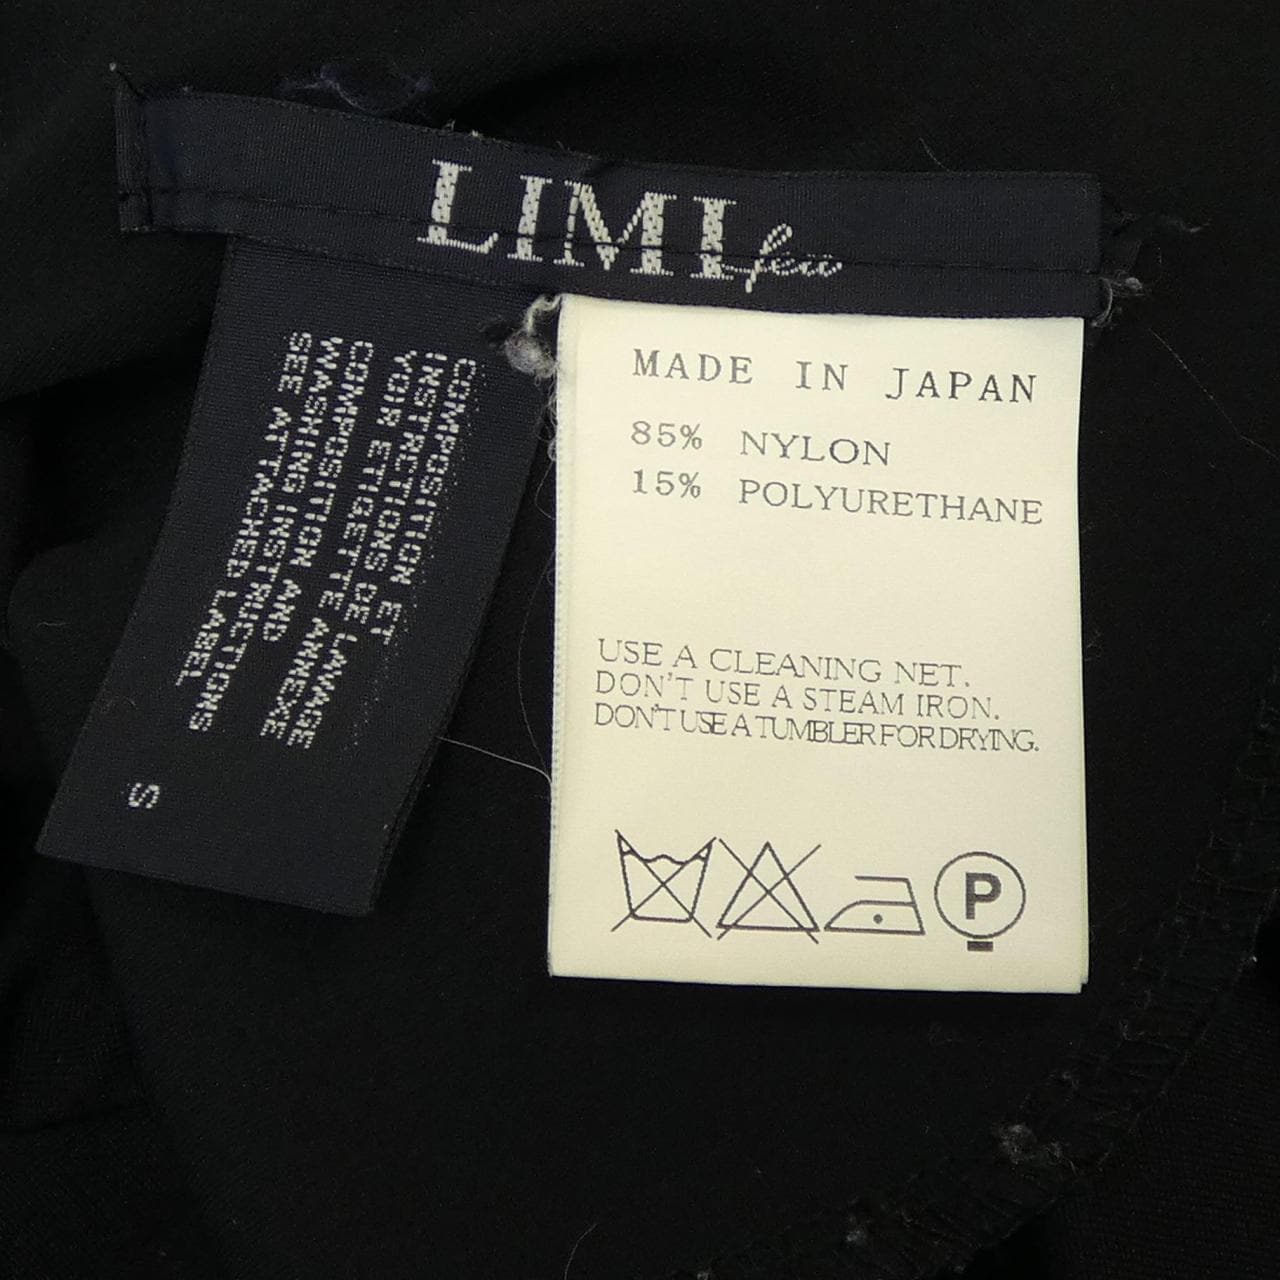 LIMI feu
COMPOSITION ET
INSTRUCTIONS DE LAVAGE
VOIR ETIQETTE ANNEXE
COMPOSITION AND
WASHING INSTRUCTIONS
SEE ATTACHED LABEL
S
MADE IN JAPAN
85% NYLON
15% POLYURETHANE
USE A CLEANING NET.
DON'T USE A STEAM IRON.
DON'T USE A TUMBLER FOR DRYING.
P